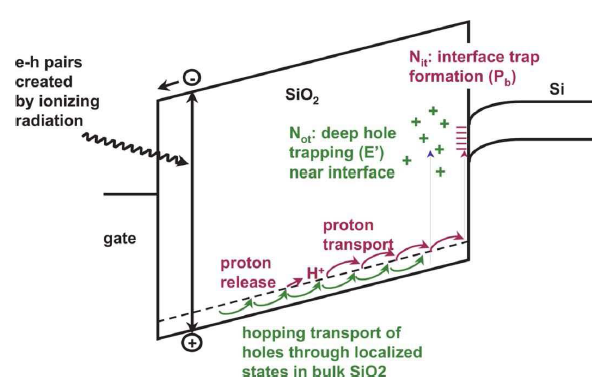 e-h pairs
created
by ionizing
radiation
-
SiO₂
Nit: interface trap
formation (Pb)
Si
Not: deep hole
trapping (E')
near interface
+ + + + + + + +
gate
proton
transport
proton
release
H⁺
+
hopping transport of
holes through localized
states in bulk SiO2